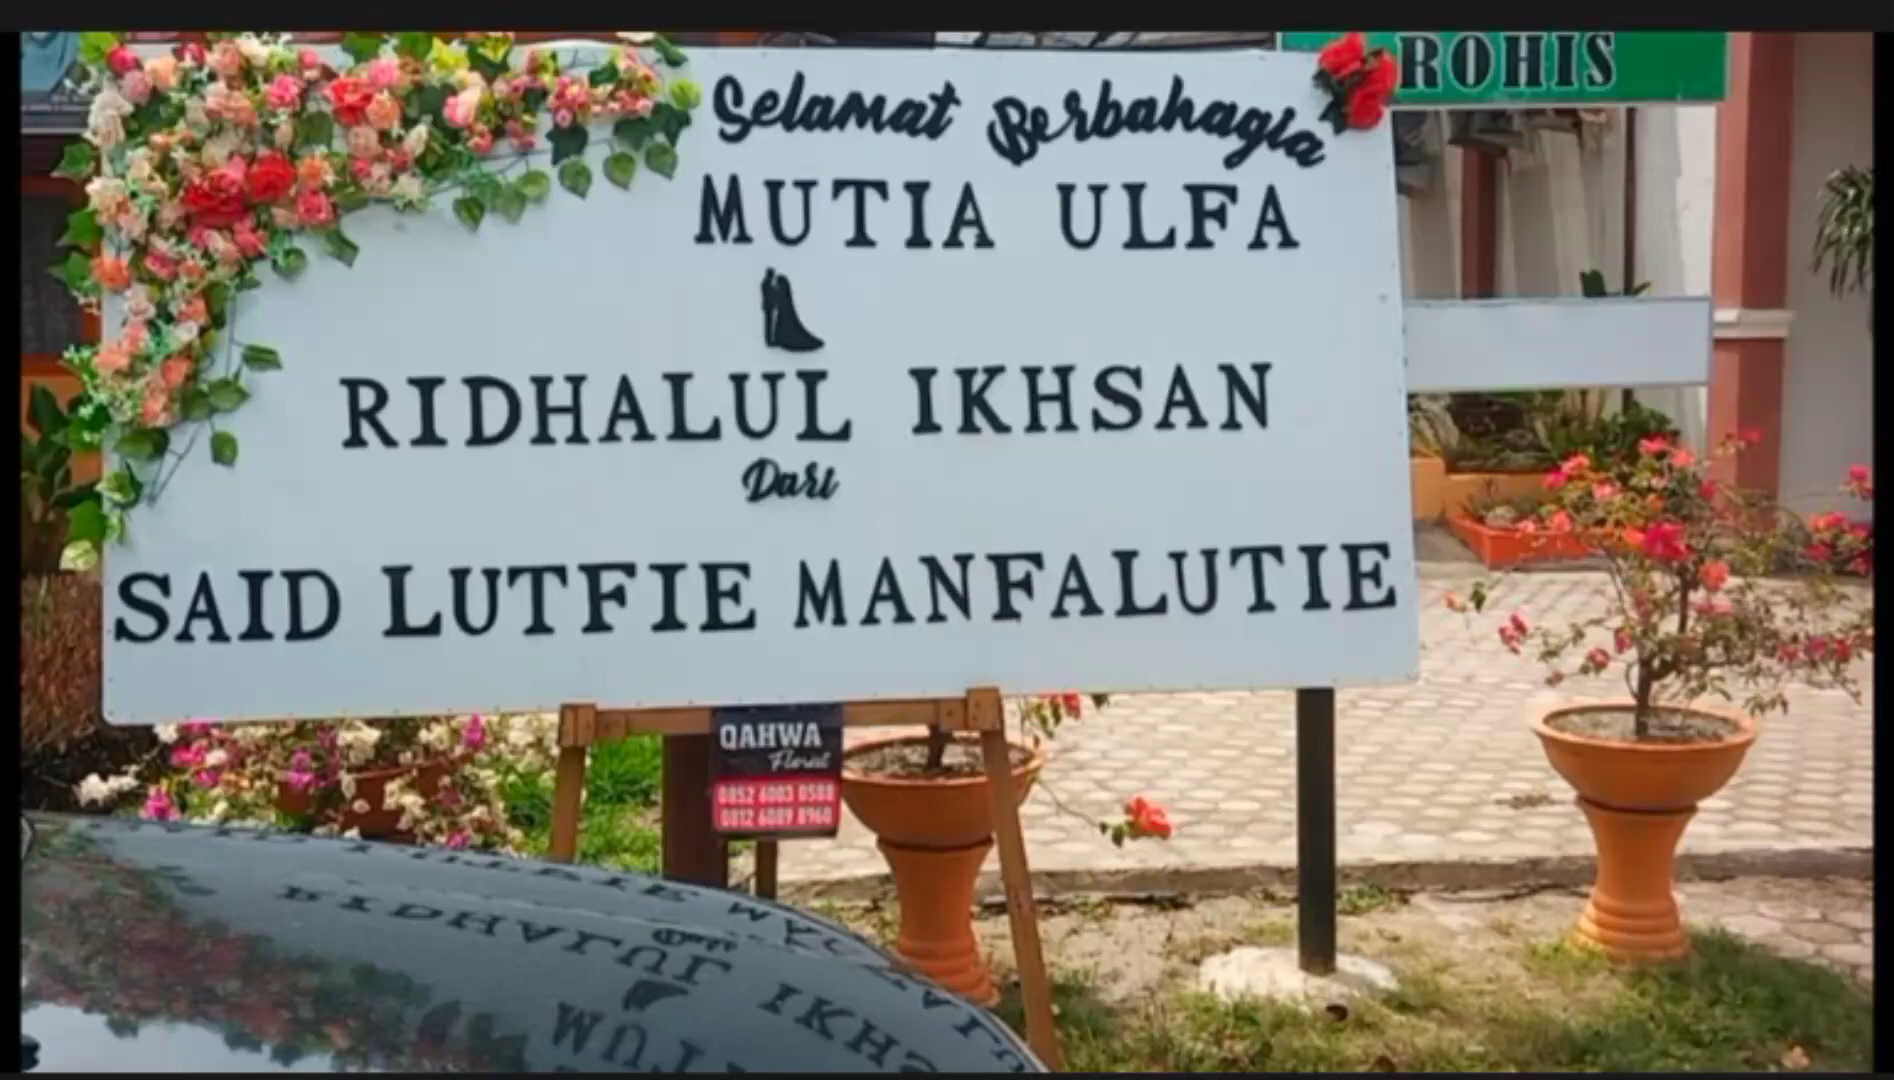 ROHIS
Selamat Berbahagia
MUTIA ULFA
RIDHALUL IKHSAN
Dari
SAID LUTFIE MANFALUTIE
QAHWA
Florist
0852 6003 0588
0812 6089 8960